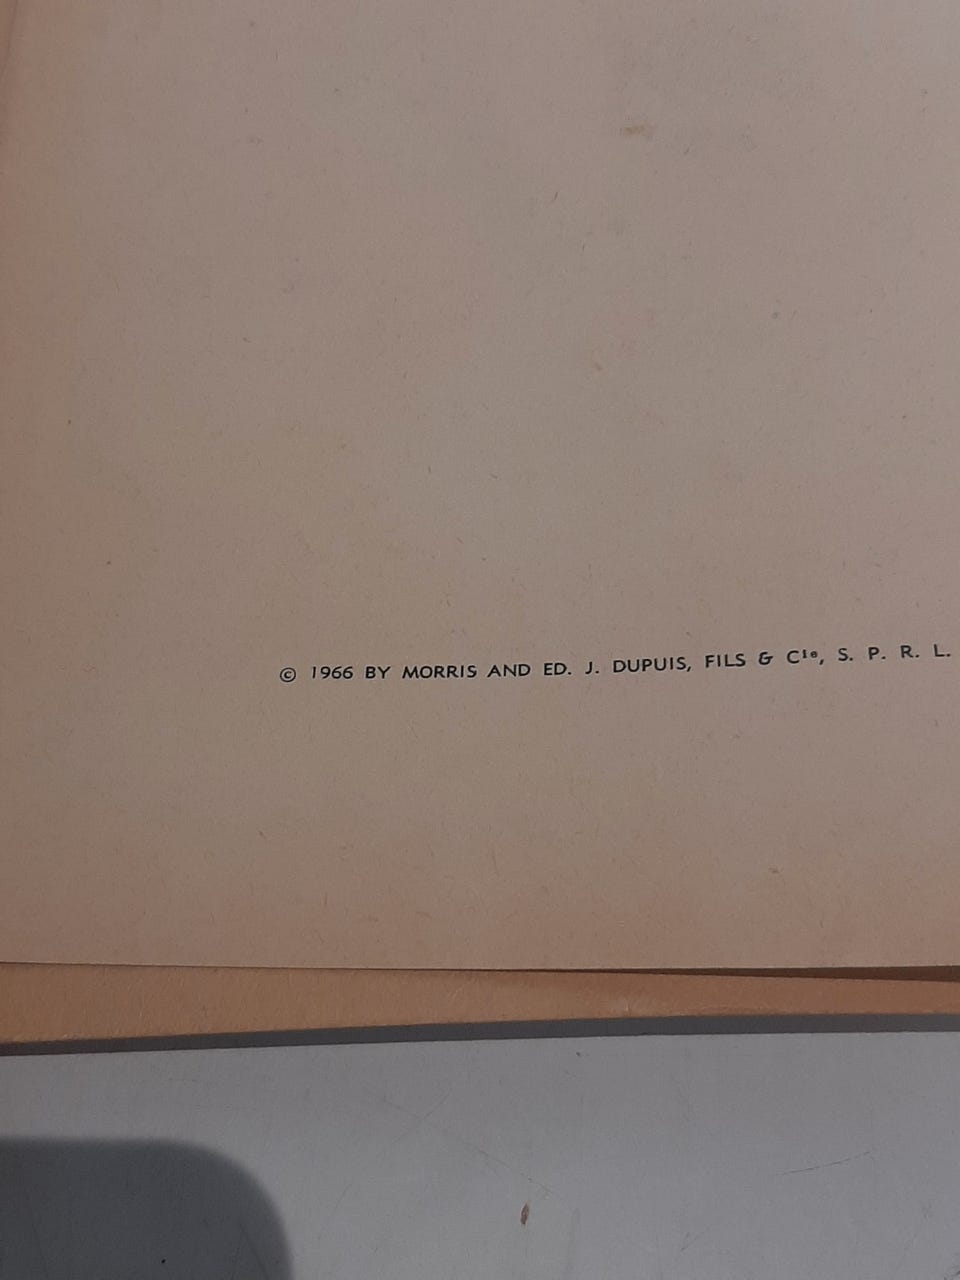 © 1966 BY MORRIS AND ED. J. DUPUIS, FILS & Cie, S. P. R. L.